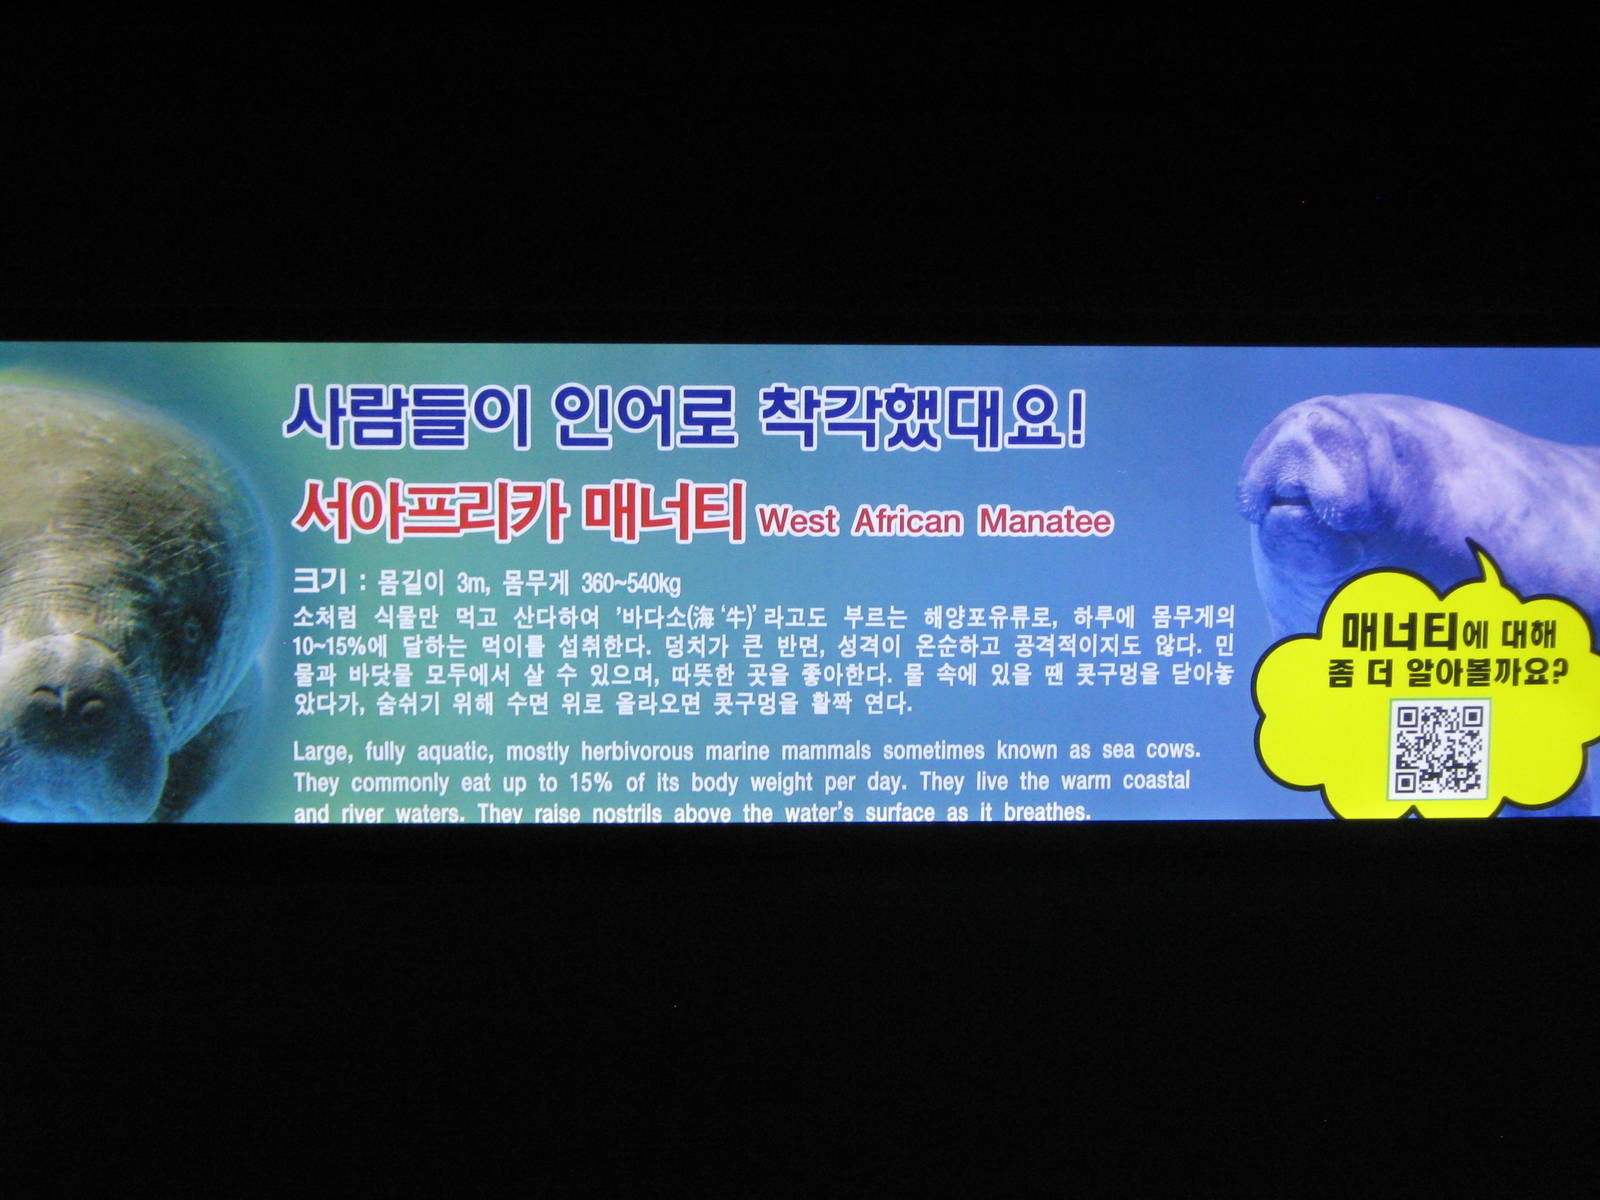 사람들이 인어로 착각했대요!
서아프리카 매너티 West African Manatee
크기 : 몸길이 3m, 몸무게 360~540kg
소처럼 식물만 먹고 산다하여 '바다소(海‘牛)’라고도 부르는 해양포유류로, 하루에 몸무게의
10~15%에 달하는 먹이를 섭취한다. 덩치가 큰 반면, 성격이 온순하고 공격적이지도 않다. 민
물과 바닷물 모두에서 살 수 있으며, 따뜻한 곳을 좋아한다. 물 속에 있을 땐 콧구멍을 닫아놓
았다가, 숨쉬기 위해 수면 위로 올라오면 콧구멍을 활짝 연다.
Large, fully aquatic, mostly herbivorous marine mammals sometimes known as sea cows.
They commonly eat up to 15% of its body weight per day. They live the warm coastal
and river waters. They raise nostrils above the water's surface as it breathes.
매너티에 대해
좀 더 알아볼까요?